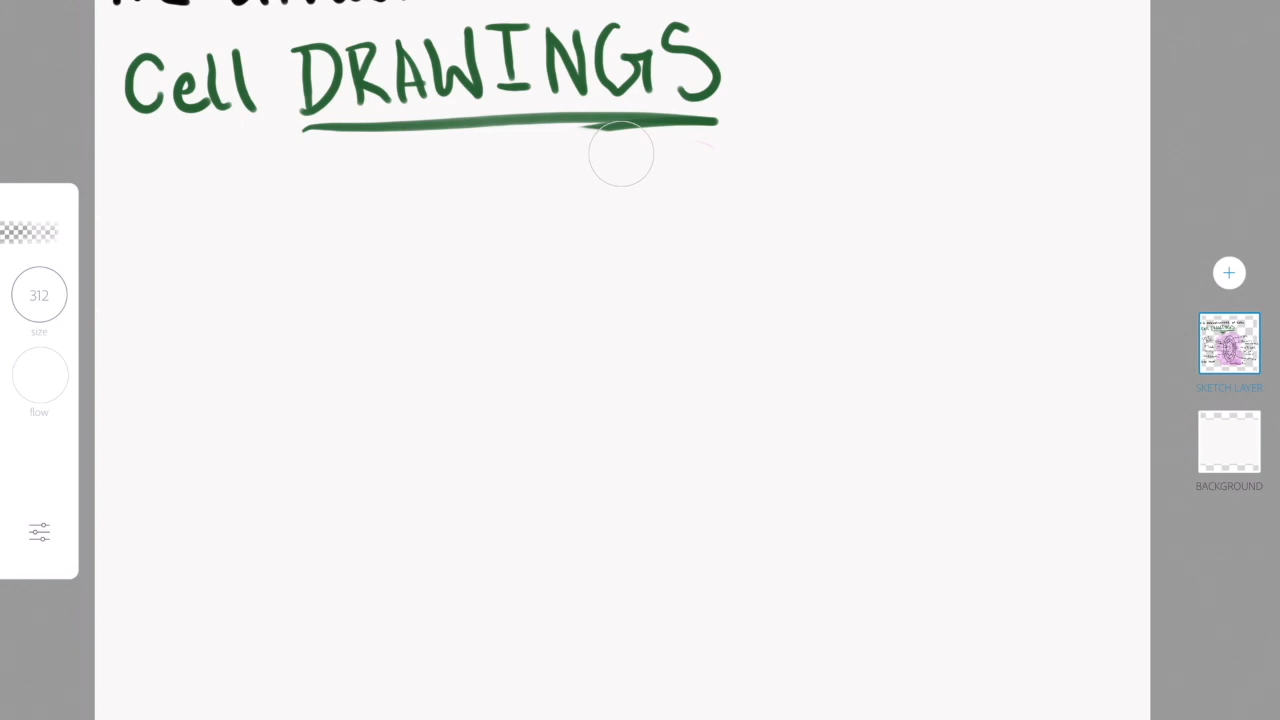 Cell DRAWINGS
312
size
flow
+
SKETCH LAYER
BACKGROUND